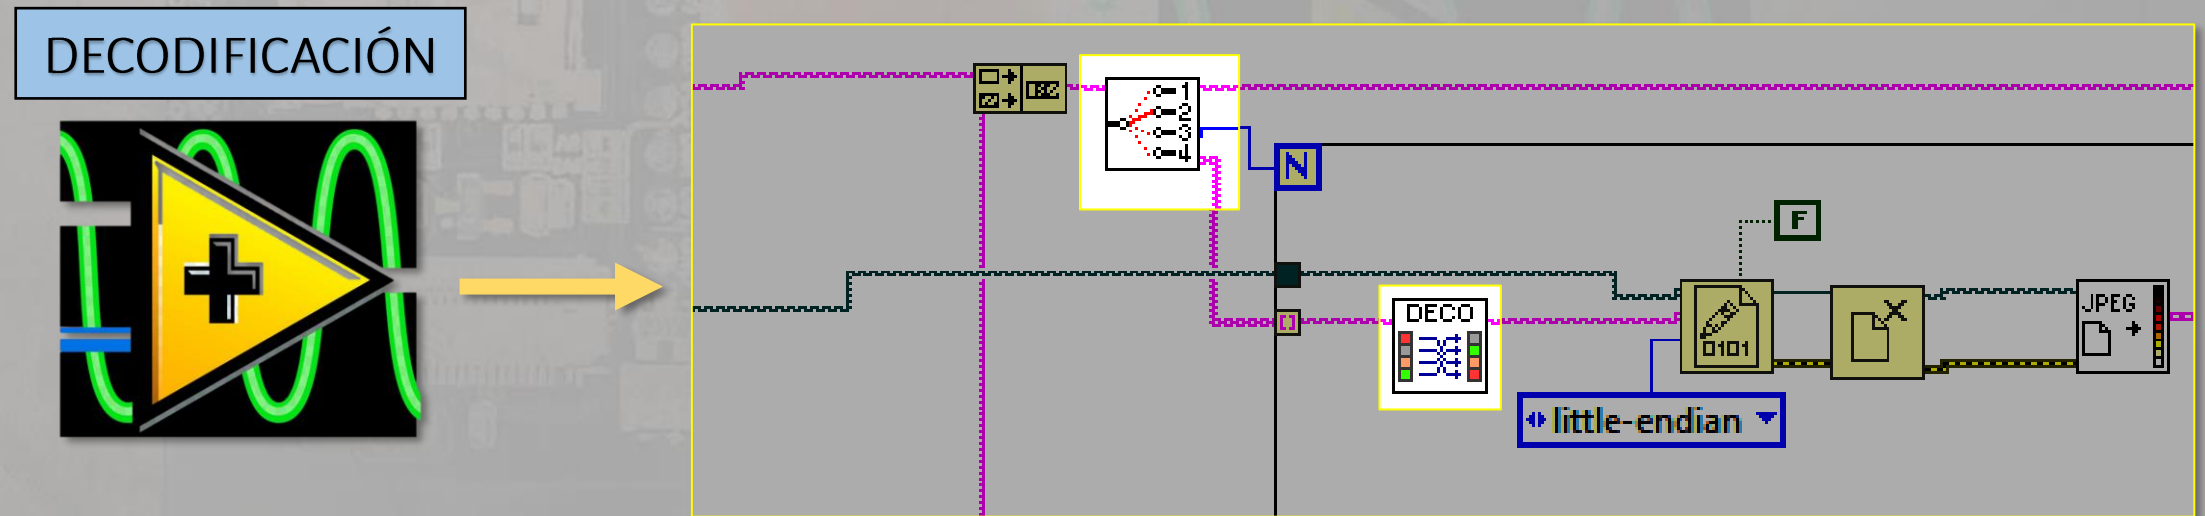 DECODIFICACIÓN
1
2
3
4
N
F
DECO
0101
JPEG
little-endian